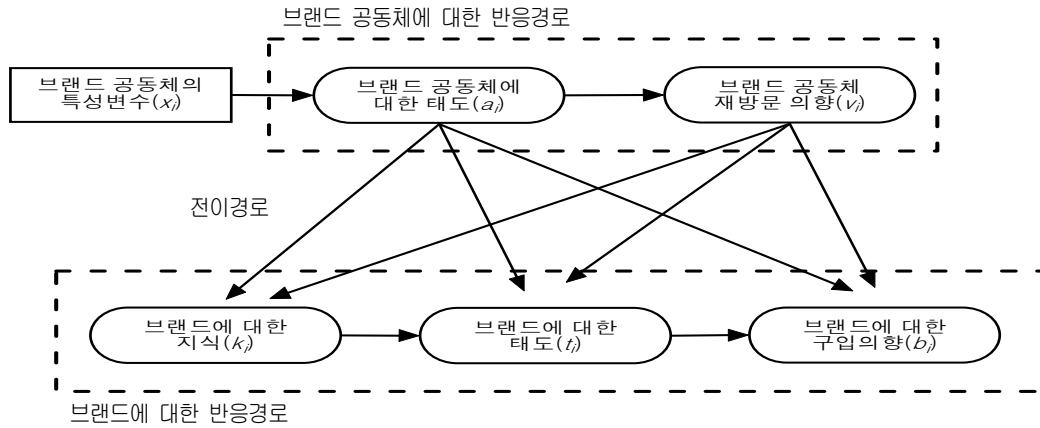 브랜드 공동체에 대한 반응경로
브랜드 공동체의
특성변수(xᵢ)
브랜드 공동체에
대한 태도(aᵢ)
브랜드 공동체
재방문 의향(vᵢ)
전이경로
브랜드에 대한
지식(kᵢ)
브랜드에 대한
태도(tᵢ)
브랜드에 대한
구입의향(bᵢ)
브랜드에 대한 반응경로